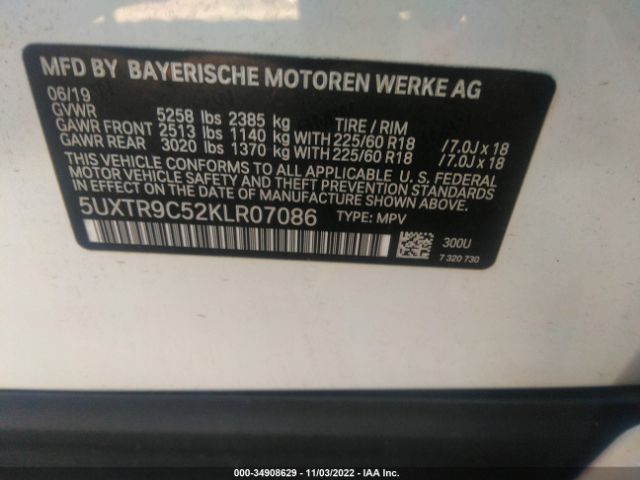 MFD BY BAYERISCHE MOTOREN WERKE AG
06/19
GVWR 5258 lbs 2385 kg TIRE / RIM
GAWR FRONT 2513 lbs 1140 kg WITH 225/60 R18 /7.0J x 18
GAWR REAR 3020 lbs 1370 kg WITH 225/60 R18 /7.0J x 18
THIS VEHICLE CONFORMS TO ALL APPLICABLE U.S. FEDERAL
MOTOR VEHICLE SAFETY, BUMPER, AND THEFT PREVENTION
STANDARDS IN EFFECT ON THE DATE OF MANUFACTURE SHOWN ABOVE.
5UXTR9C52KLR07086 TYPE: MPV
300U
7 320 730
000-34908629 - 11/03/2022 - IAA Inc.